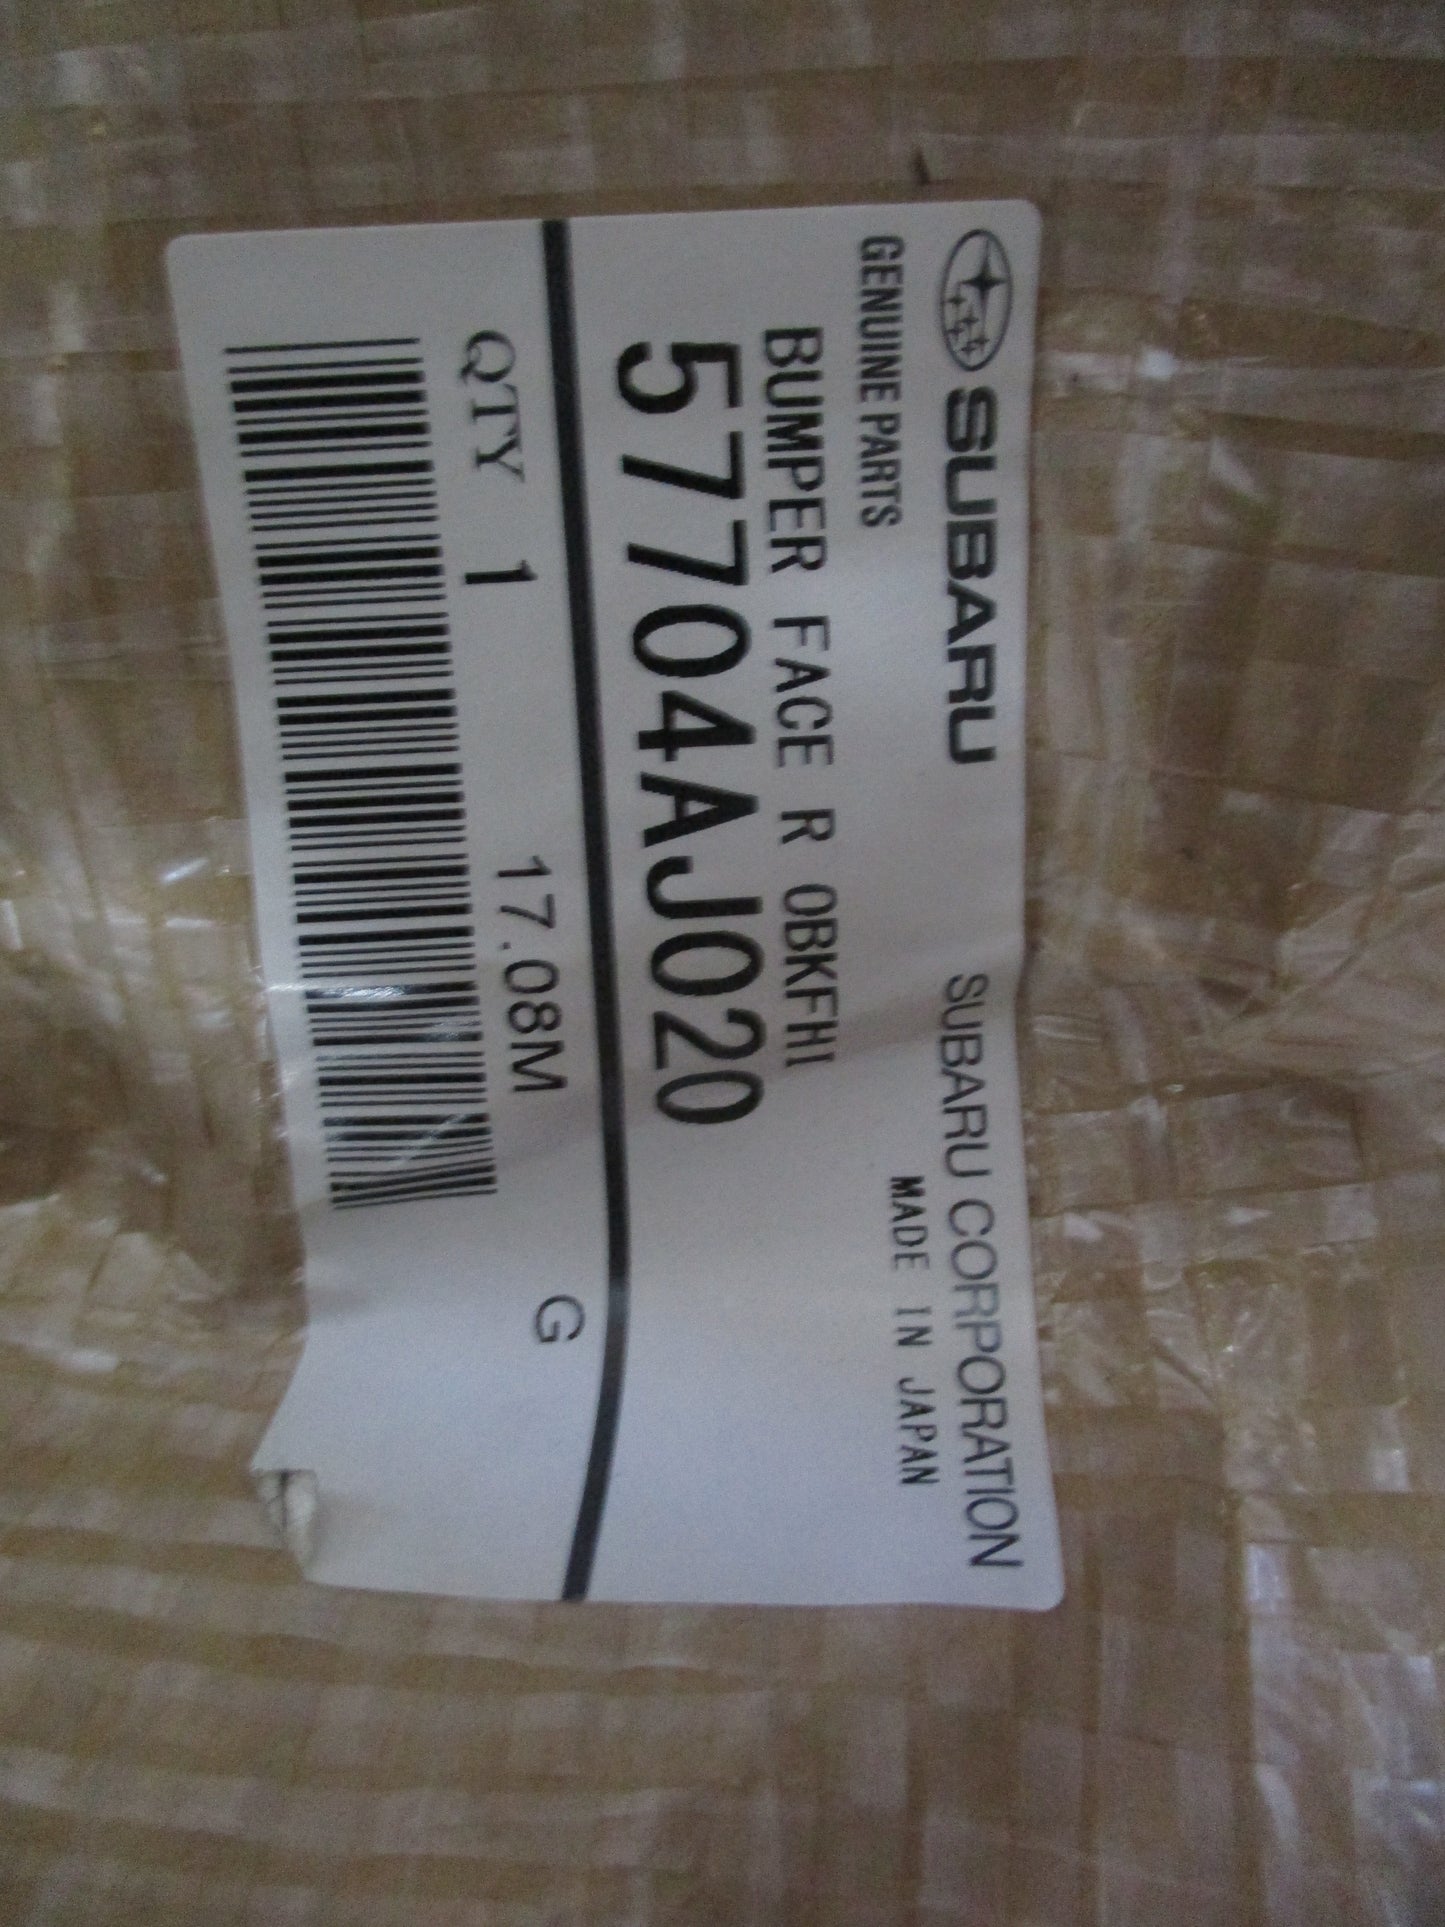 SUBARU SUBARU CORPORATION
GENUINE PARTS MADE IN JAPAN
BUMPER FACE R OBKFHI
57704AJ020
QTY 1 17.08M G